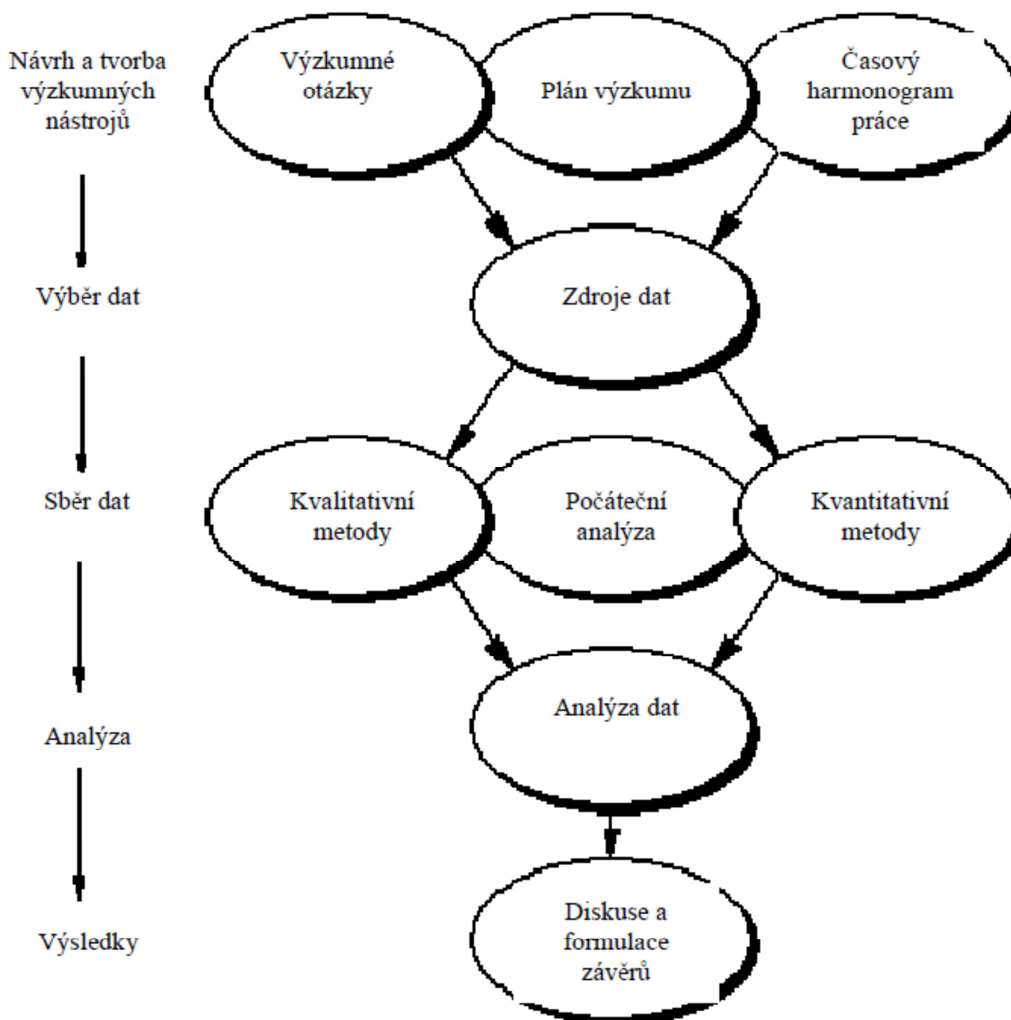 Návrh a tvorba
výzkumných
nástrojů
Výzkumné
otázky
Plán výzkumu
Časový
harmonogram
práce
Výběr dat
Zdroje dat
Sběr dat
Kvalitativní
metody
Počáteční
analýza
Kvantitativní
metody
Analýza
Analýza dat
Výsledky
Diskuse a
formulace
závěrů